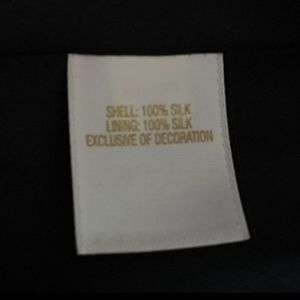 SHELL: 100% SILK
LINING: 100% SILK
EXCLUSIVE OF DECORATION